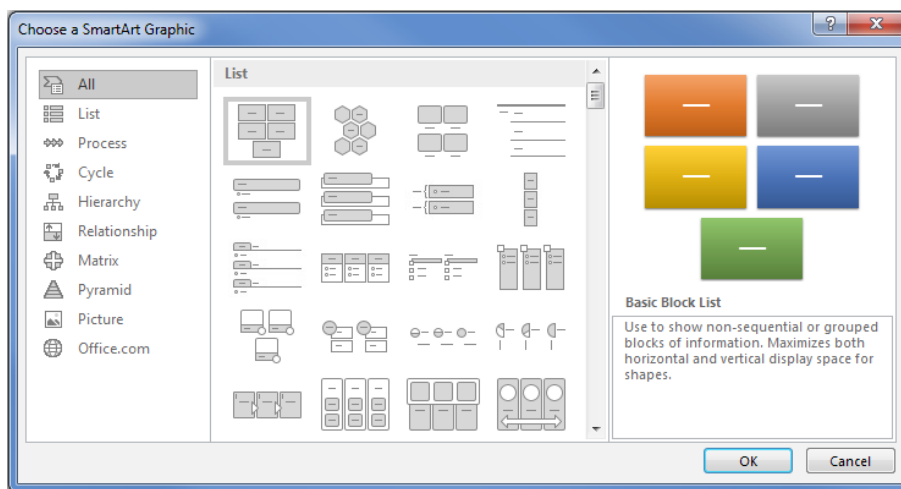 Choose a SmartArt Graphic
All
List
Process
Cycle
Hierarchy
Relationship
Matrix
Pyramid
Picture
Office.com
List
Basic Block List
Use to show non-sequential or grouped
blocks of information. Maximizes both
horizontal and vertical display space for
shapes.
OK
Cancel